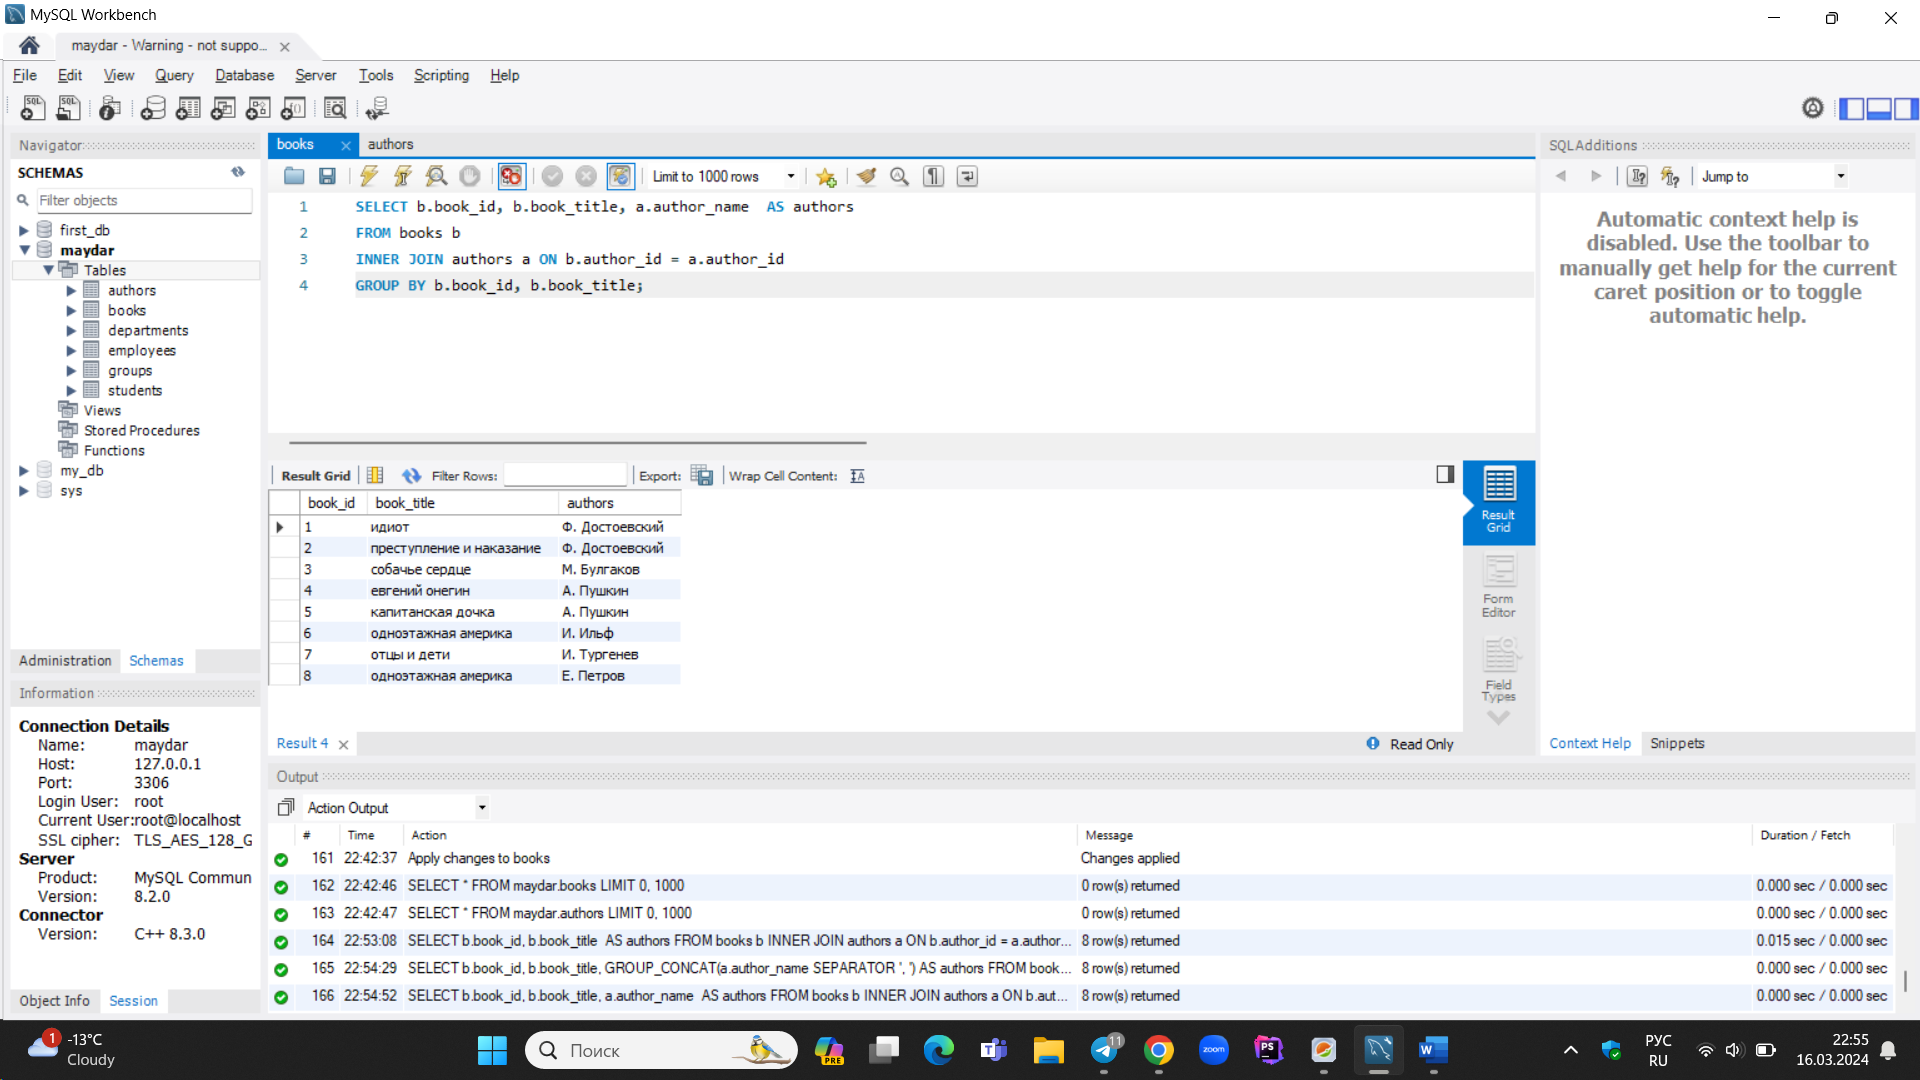 MySQL Workbench
maydar - Warning - not suppo...
File Edit View Query Database Server Tools Scripting Help
Navigator
SCHEMAS
Filter objects
first_db
maydar
Tables
authors
books
departments
employees
groups
students
Views
Stored Procedures
Functions
my_db
sys
Administration Schemas
Information
Connection Details
Name: maydar
Host: 127.0.0.1
Port: 3306
Login User: root
Current User:root@localhost
SSL cipher: TLS_AES_128_G
Server
Product: MySQL Commun
Version: 8.2.0
Connector
Version: C++ 8.3.0
Object Info Session
books authors
Limit to 1000 rows
1 SELECT b.book_id, b.book_title, a.author_name AS authors
2 FROM books b
3 INNER JOIN authors a ON b.author_id = a.author_id
4 GROUP BY b.book_id, b.book_title;
Result Grid Filter Rows: Export: Wrap Cell Content:
book_id book_title authors
1 идиот Ф. Достоевский
2 преступление и наказание Ф. Достоевский
3 собачье сердце М. Булгаков
4 евгений онегин А. Пушкин
5 капитанская дочка А. Пушкин
6 одноэтажная америка И. Ильф
7 отцы и дети И. Тургенев
8 одноэтажная америка Е. Петров
Result
Grid
Form
Editor
Field
Types
Result 4 Read Only
SQLAdditions
Jump to
Automatic context help is
disabled. Use the toolbar to
manually get help for the current
caret position or to toggle
automatic help.
Context Help Snippets
Output
Action Output
# Time Action Message Duration / Fetch
161 22:42:37 Apply changes to books Changes applied
162 22:42:46 SELECT * FROM maydar.books LIMIT 0, 1000 0 row(s) returned 0.000 sec / 0.000 sec
163 22:42:47 SELECT * FROM maydar.authors LIMIT 0, 1000 0 row(s) returned 0.000 sec / 0.000 sec
164 22:53:08 SELECT b.book_id, b.book_title AS authors FROM books b INNER JOIN authors a ON b.author_id = a.author... 8 row(s) returned 0.015 sec / 0.000 sec
165 22:54:29 SELECT b.book_id, b.book_title, GROUP_CONCAT(a.author_name SEPARATOR ', ') AS authors FROM book... 8 row(s) returned 0.000 sec / 0.000 sec
166 22:54:52 SELECT b.book_id, b.book_title, a.author_name AS authors FROM books b INNER JOIN authors a ON b.aut... 8 row(s) returned 0.000 sec / 0.000 sec
1
-13°C
Cloudy
Поиск
PRE
11
zoom
PS
РУС
RU
22:55
16.03.2024